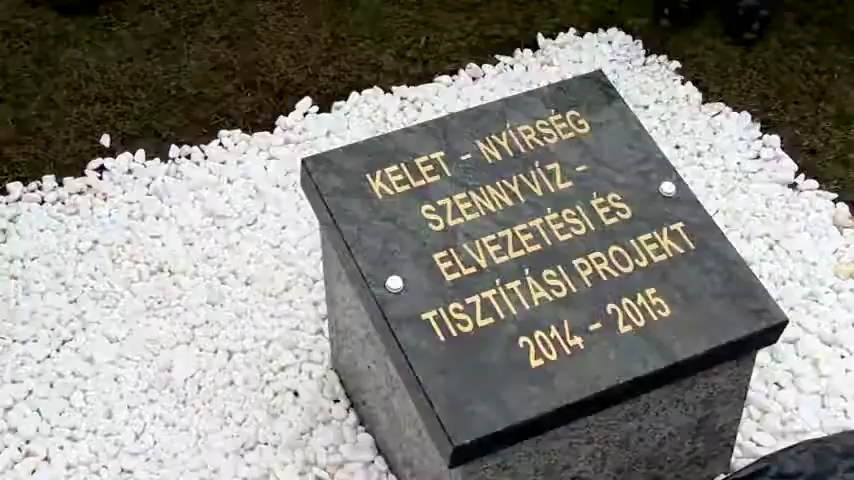 KELET - NYÍRSÉG
SZENNYVÍZ -
ELVEZETÉSI ÉS
TISZTÍTÁSI PROJEKT
2014 - 2015